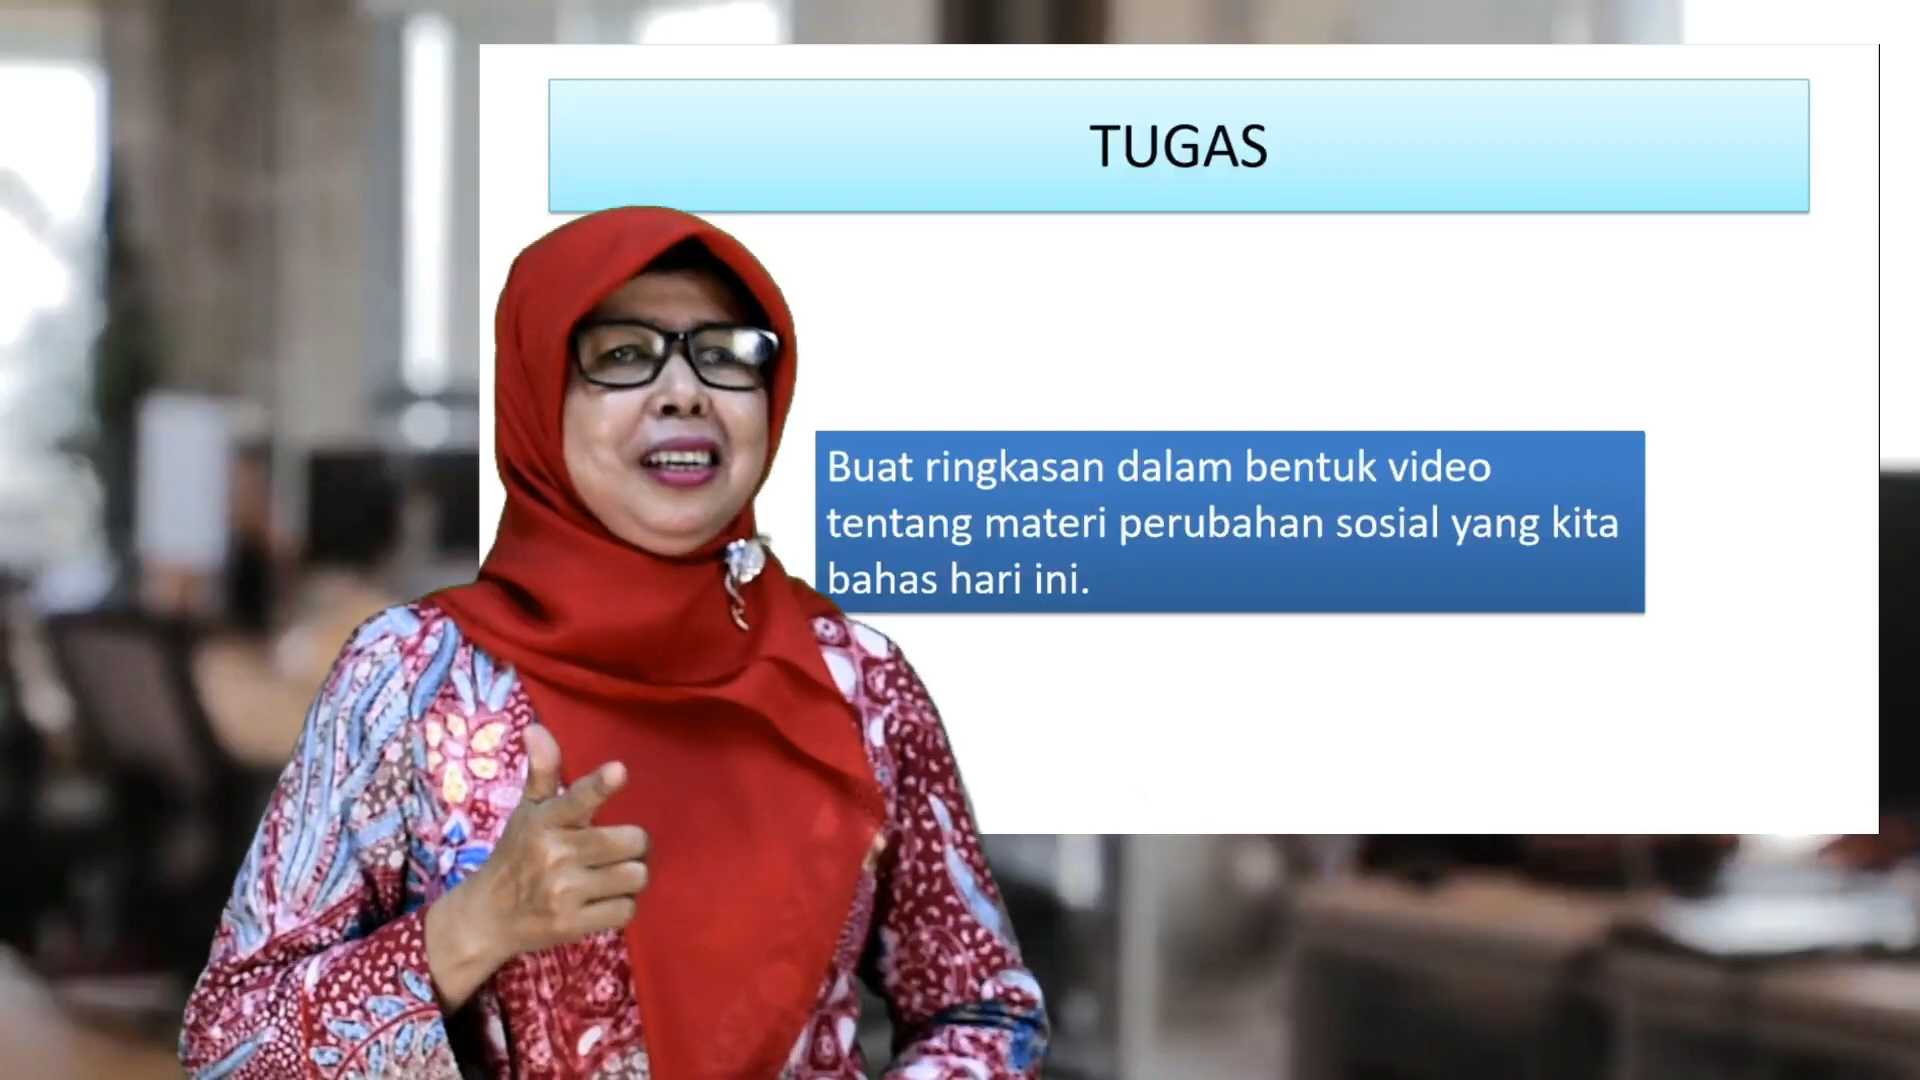 TUGAS
Buat ringkasan dalam bentuk video
tentang materi perubahan sosial yang kita
bahas hari ini.